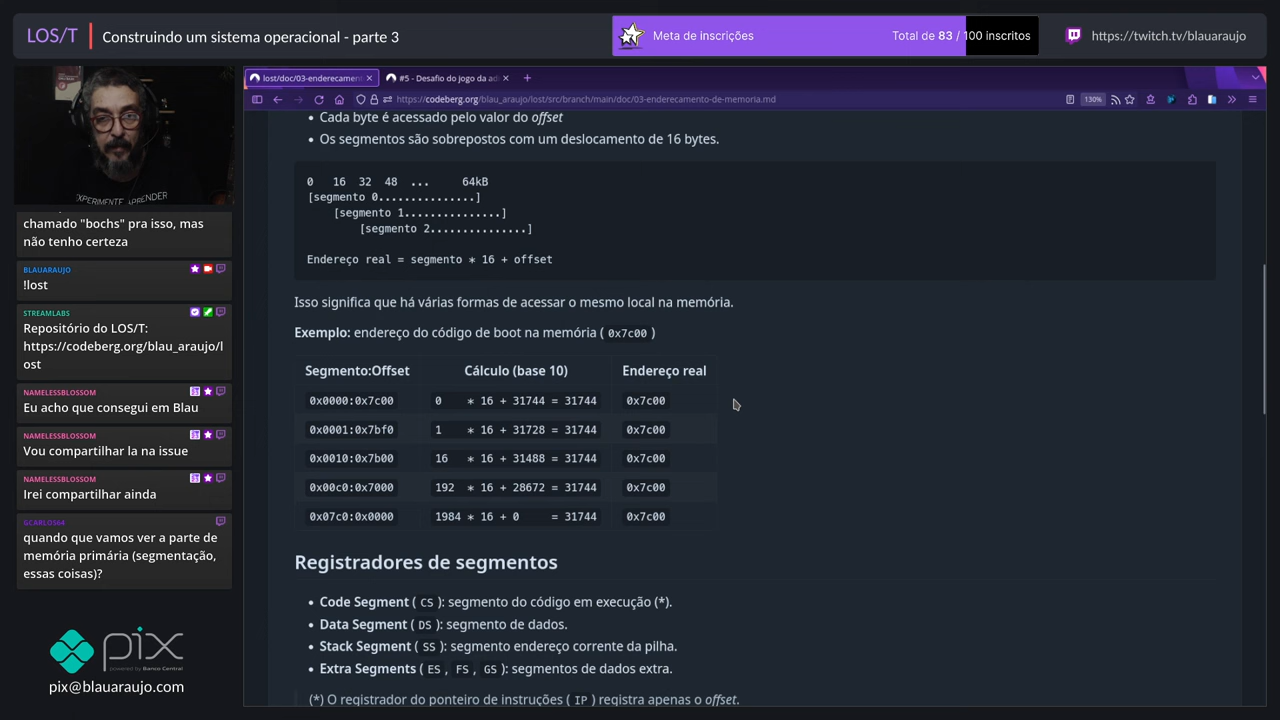 LOS/T
Construindo um sistema operacional - parte 3
Meta de inscrições
Total de 83 / 100 inscritos
https://twitch.tv/blauaraujo
EXPERIMENTE APRENDER
chamado "bochs" pra isso, mas
não tenho certeza
BLAUARAUJO
!lost
STREAMLABS
Repositório do LOS/T:
https://codeberg.org/blau_araujo/l
ost
NAMELESSBLOSSOM
Eu acho que consegui em Blau
NAMELESSBLOSSOM
Vou compartilhar la na issue
NAMELESSBLOSSOM
Irei compartilhar ainda
GCARLOS64
quando que vamos ver a parte de
memória primária (segmentação,
essas coisas)?
pix
powered by Banco Central
pix@blauaraujo.com
lost/doc/03-enderecament
#5 - Desafio do jogo da adi
https://codeberg.org/blau_araujo/lost/src/branch/main/doc/03-enderecamento-de-memoria.md
130%
• Cada byte é acessado pelo valor do offset
• Os segmentos são sobrepostos com um deslocamento de 16 bytes.
0 16 32 48 ... 64kB
[segmento 0...............]
[segmento 1...............]
[segmento 2...............]
Endereço real = segmento * 16 + offset
Isso significa que há várias formas de acessar o mesmo local na memória.
Exemplo: endereço do código de boot na memória ( 0x7c00 )
Segmento:Offset Cálculo (base 10) Endereço real
0x0000:0x7c00 0 * 16 + 31744 = 31744 0x7c00
0x0001:0x7bf0 1 * 16 + 31728 = 31744 0x7c00
0x0010:0x7b00 16 * 16 + 31488 = 31744 0x7c00
0x00c0:0x7000 192 * 16 + 28672 = 31744 0x7c00
0x07c0:0x0000 1984 * 16 + 0 = 31744 0x7c00
Registradores de segmentos
• Code Segment ( CS ): segmento do código em execução (*).
• Data Segment ( DS ): segmento de dados.
• Stack Segment ( SS ): segmento endereço corrente da pilha.
• Extra Segments ( ES , FS , GS ): segmentos de dados extra.
(*) O registrador do ponteiro de instruções ( IP ) registra apenas o offset.